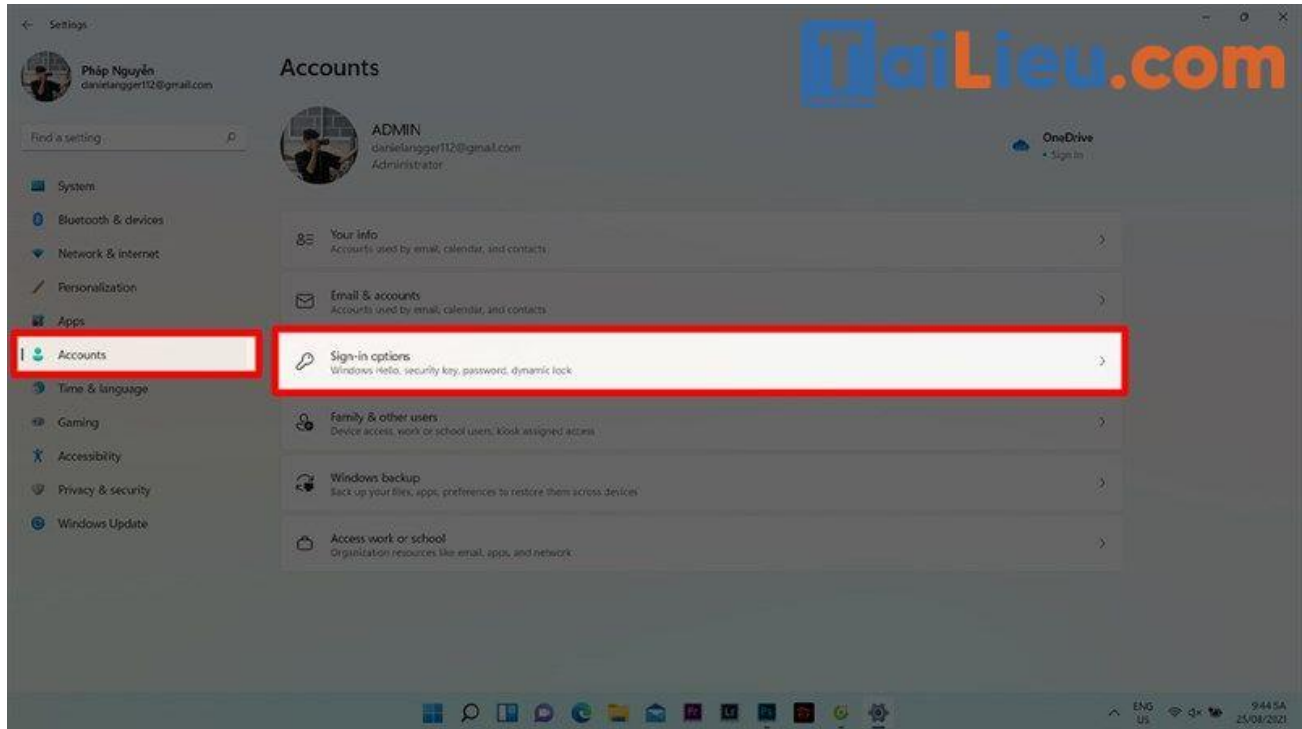 Settings
TaiLieu.com
Pháp Nguyễn
danielangger112@gmail.com
Find a setting
System
Bluetooth & devices
Network & internet
Personalization
Apps
Accounts
Time & language
Gaming
Accessibility
Privacy & security
Windows Update
Accounts
ADMIN
danielangger112@gmail.com
Administrator
OneDrive
• Sign in
Your info
Accounts used by email, calendar, and contacts
Email & accounts
Accounts used by email, calendar, and contacts
Sign-in options
Windows Hello, security key, password, dynamic lock
Family & other users
Device access, work or school users, kiosk assigned access
Windows backup
Back up your files, apps, preferences to restore them across devices
Access work or school
Organization resources like email, apps, and network
Pr
Lr
Ps
ENG
US
9:44 SA
25/08/2021